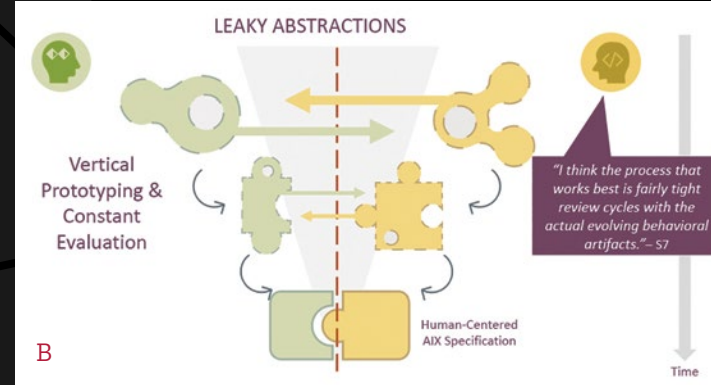 LEAKY ABSTRACTIONS
Vertical
Prototyping &
Constant
Evaluation
"I think the process that
works best is fairly tight
review cycles with the
actual evolving behavioral
artifacts."– S7
Human-Centered
AIX Specification
B
Time